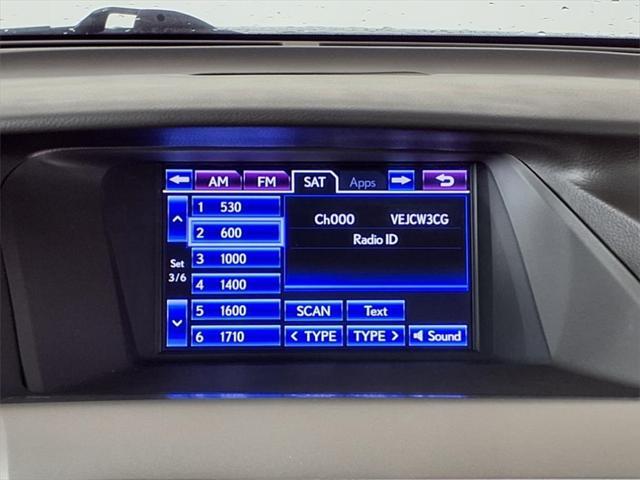 AM FM SAT Apps
1 530
2 600
3 1000
4 1400
5 1600
6 1710
Set
3/6
Ch000 VEJCW3CG
Radio ID
SCAN Text
< TYPE TYPE > Sound